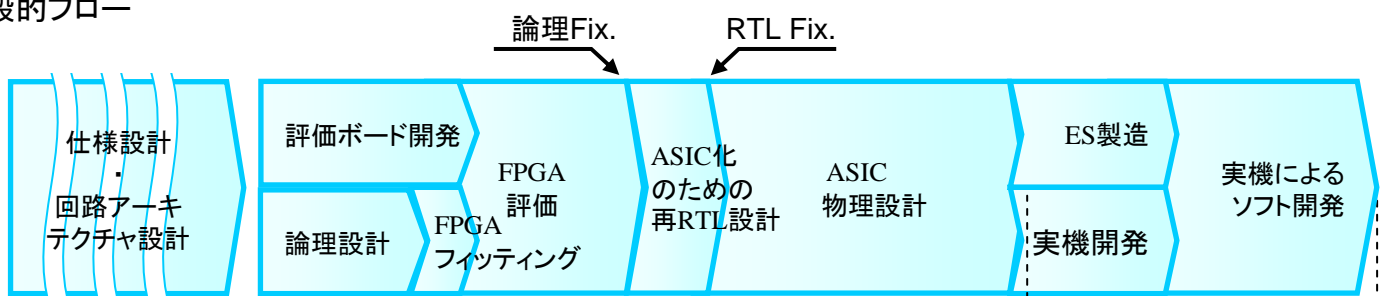 般的フロー
論理Fix.
RTL Fix.
仕様設計
・
回路アーキ
テクチャ設計
評価ボード開発
論理設計
FPGA
フィッティング
FPGA
評価
ASIC化
のための
再RTL設計
ASIC
物理設計
ES製造
実機開発
実機による
ソフト開発